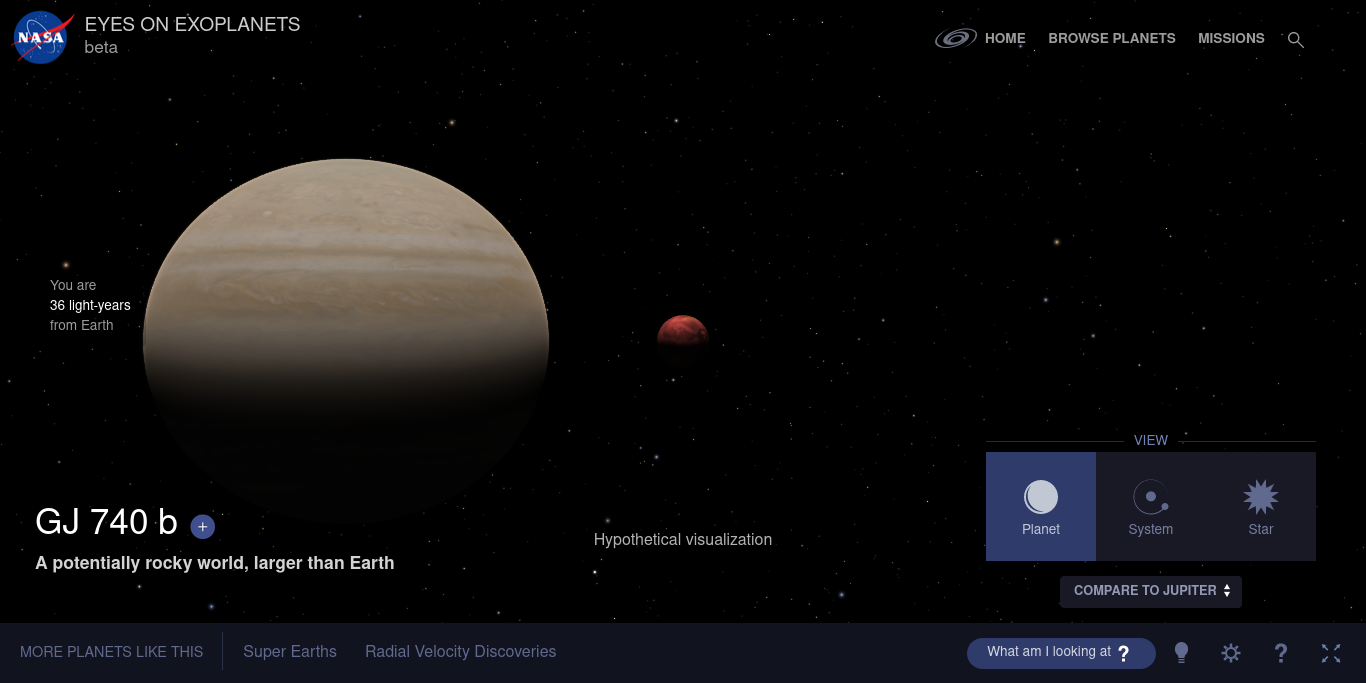 NASA
EYES ON EXOPLANETS
beta
HOME
BROWSE PLANETS
MISSIONS
You are
36 light-years
from Earth
VIEW
Planet
System
Star
GJ 740 b +
A potentially rocky world, larger than Earth
Hypothetical visualization
COMPARE TO JUPITER
MORE PLANETS LIKE THIS
Super Earths
Radial Velocity Discoveries
What am I looking at ?
?